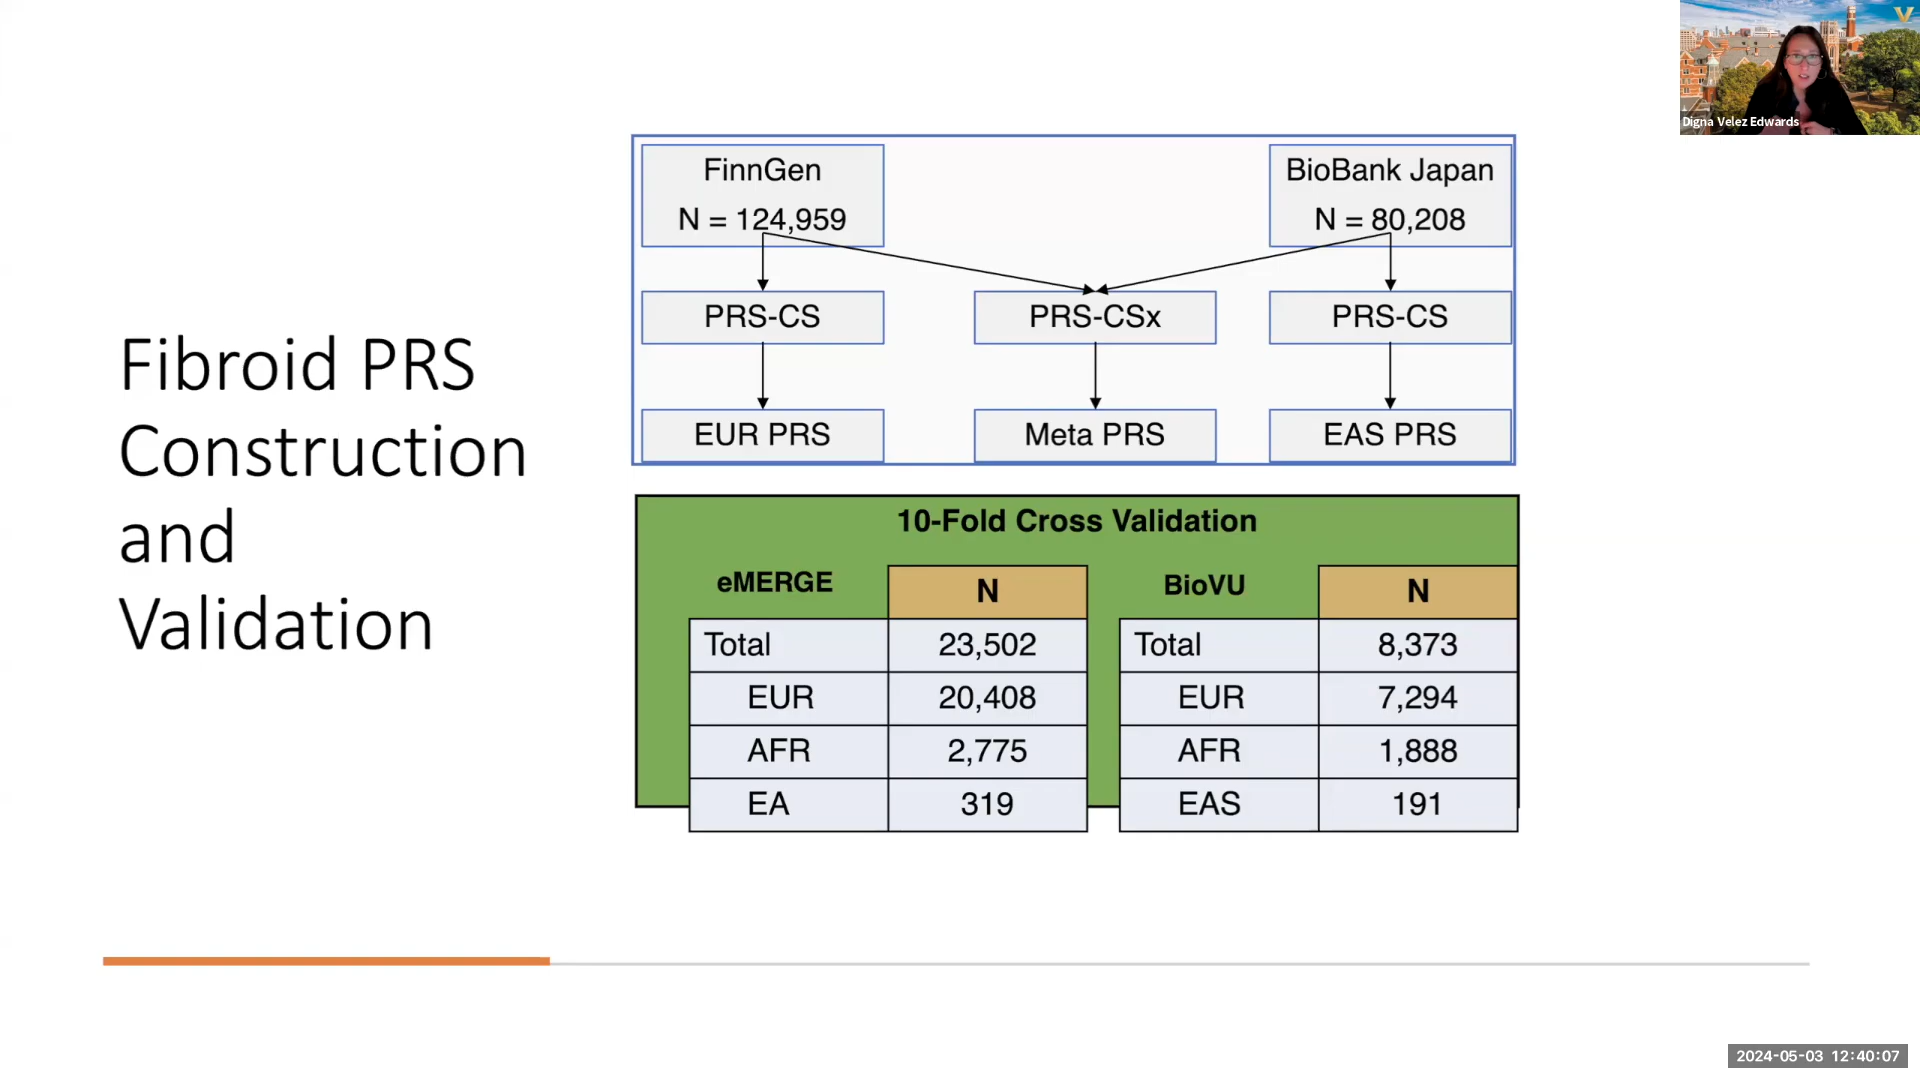 Digna Velez Edwards
Fibroid PRS
Construction
and
Validation
FinnGen
N = 124,959
BioBank Japan
N = 80,208
PRS-CS
PRS-CSx
PRS-CS
EUR PRS
Meta PRS
EAS PRS
10-Fold Cross Validation
eMERGE N
Total 23,502
EUR 20,408
AFR 2,775
EA 319
BioVU N
Total 8,373
EUR 7,294
AFR 1,888
EAS 191
2024-05-03 12:40:07